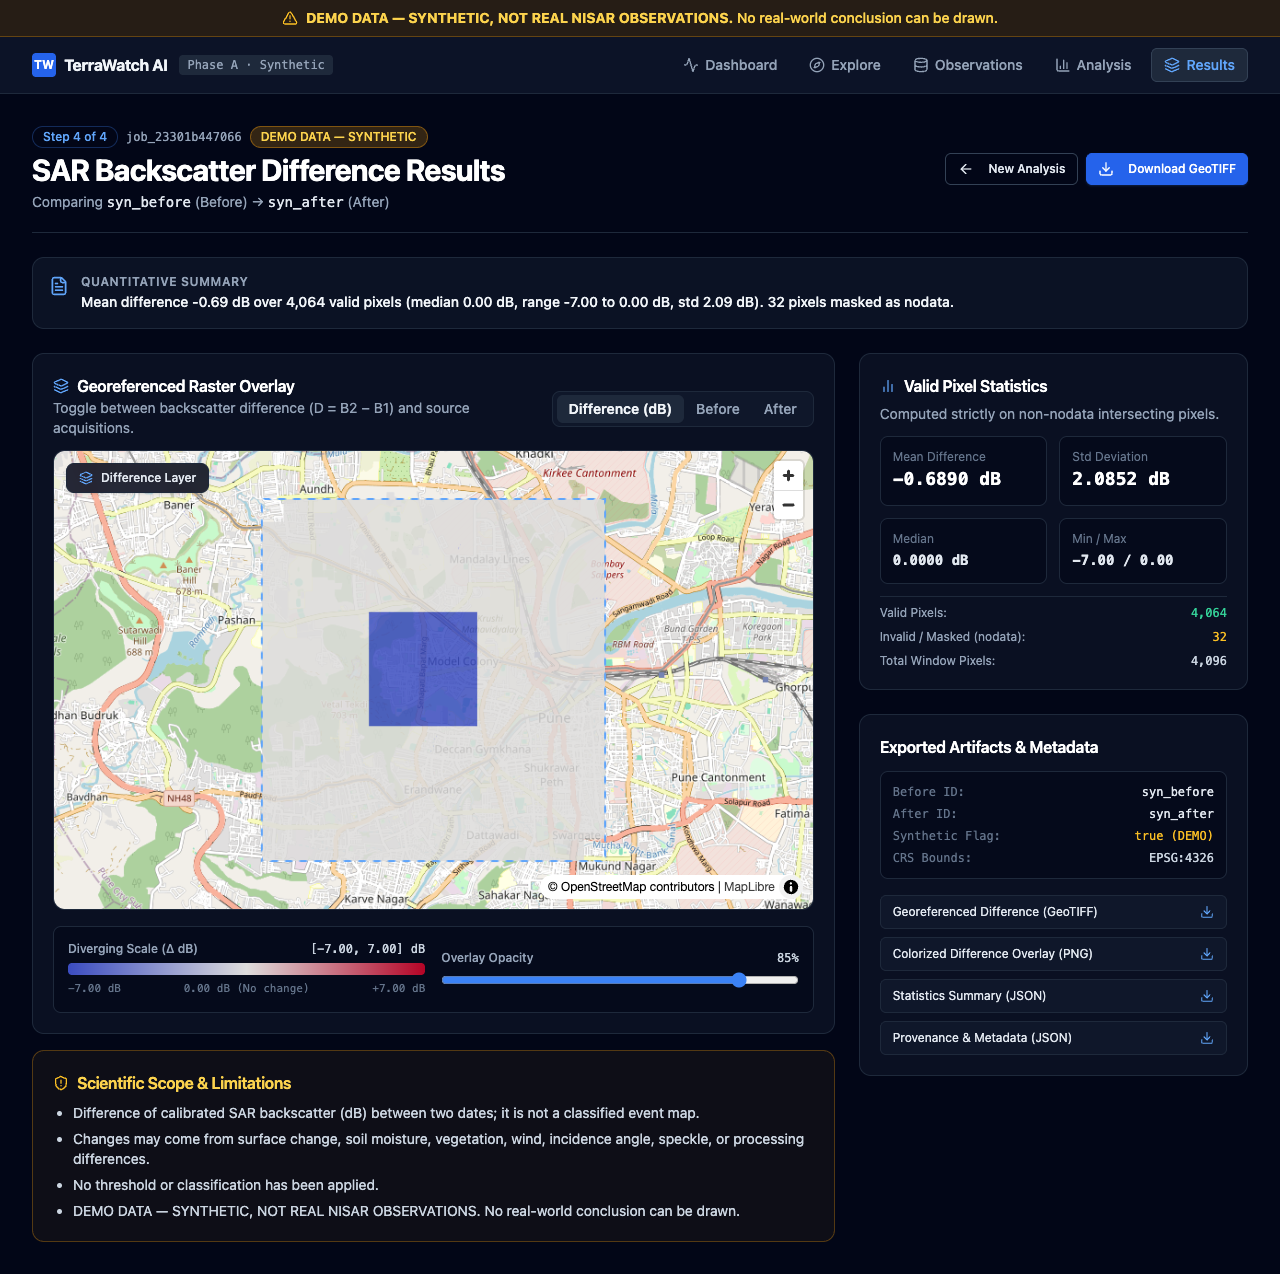 DEMO DATA — SYNTHETIC, NOT REAL NISAR OBSERVATIONS. No real-world conclusion can be drawn.
TW TerraWatch AI Phase A · Synthetic Dashboard Explore Observations Analysis Results
Step 4 of 4 job_23301b447066 DEMO DATA — SYNTHETIC
SAR Backscatter Difference Results
New Analysis Download GeoTIFF
Comparing syn_before (Before) → syn_after (After)
QUANTITATIVE SUMMARY
Mean difference -0.69 dB over 4,064 valid pixels (median 0.00 dB, range -7.00 to 0.00 dB, std 2.09 dB). 32 pixels masked as nodata.
Georeferenced Raster Overlay
Toggle between backscatter difference (D = B2 − B1) and source
acquisitions.
Difference (dB) Before After
Difference Layer
Khadki
Kirkee Cantonment
Aundh
Baner
Mula
Yerav
Loop Road
Nagar Road
Mandalay Lines
Bombay
Sappers
Baner
Hill
678 m
Sangamwadi Road
Pashan
Sutarwadi
Hill
688 m
Bund Garden
Koregaon
Park
RBM Road
Model Colony
Ghorpu
dhan Budruk
Pune
Deccan Gymkhana
Shukrawar
Peth
Pune Cantonment
Erandwane
Bavdhan
NH48
Solapur Road
Fatima
Dattawadi
Swargate
Mutha Right Bank Canal
Mukund Nagar
Karve Nagar
Sahakar Nag
Wanawa
© OpenStreetMap contributors | MapLibre
Diverging Scale (Δ dB) [−7.00, 7.00] dB
−7.00 dB 0.00 dB (No change) +7.00 dB
Overlay Opacity 85%
Scientific Scope & Limitations
• Difference of calibrated SAR backscatter (dB) between two dates; it is not a classified event map.
• Changes may come from surface change, soil moisture, vegetation, wind, incidence angle, speckle, or processing
differences.
• No threshold or classification has been applied.
• DEMO DATA — SYNTHETIC, NOT REAL NISAR OBSERVATIONS. No real-world conclusion can be drawn.
Valid Pixel Statistics
Computed strictly on non-nodata intersecting pixels.
Mean Difference
−0.6890 dB
Std Deviation
2.0852 dB
Median
0.0000 dB
Min / Max
−7.00 / 0.00
Valid Pixels: 4,064
Invalid / Masked (nodata): 32
Total Window Pixels: 4,096
Exported Artifacts & Metadata
Before ID: syn_before
After ID: syn_after
Synthetic Flag: true (DEMO)
CRS Bounds: EPSG:4326
Georeferenced Difference (GeoTIFF)
Colorized Difference Overlay (PNG)
Statistics Summary (JSON)
Provenance & Metadata (JSON)